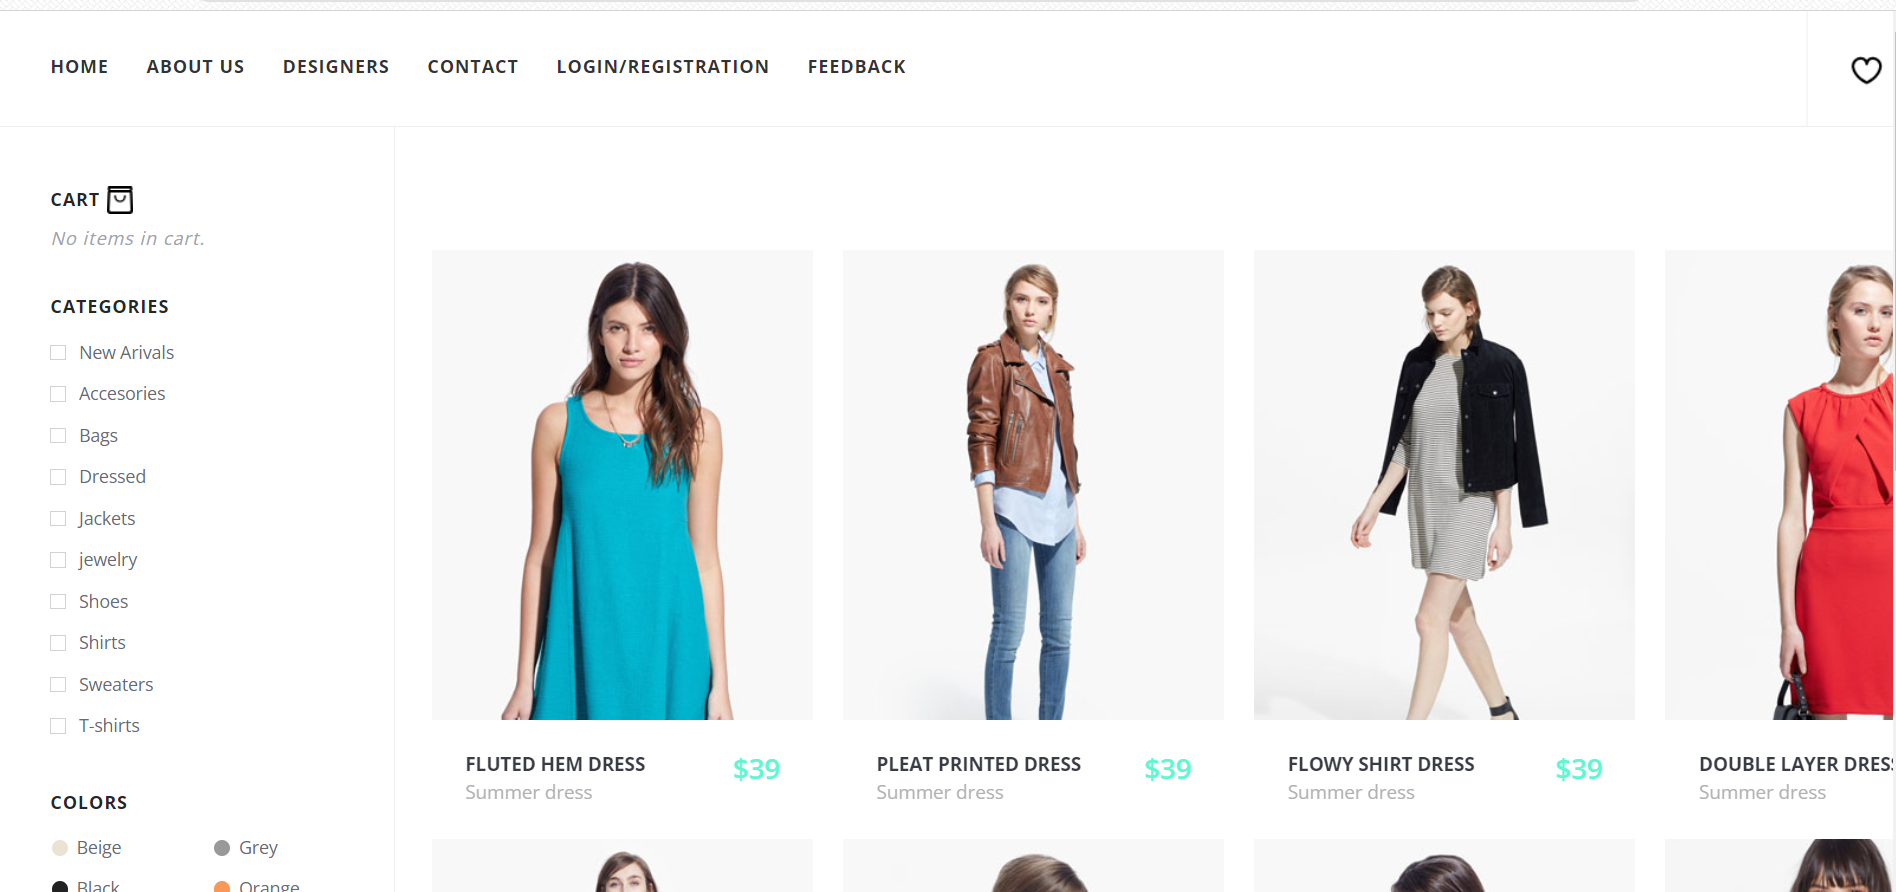 HOME ABOUT US DESIGNERS CONTACT LOGIN/REGISTRATION FEEDBACK
CART
No items in cart.
CATEGORIES
New Arivals
Accesories
Bags
Dressed
Jackets
jewelry
Shoes
Shirts
Sweaters
T-shirts
COLORS
Beige Grey
Black Orange
FLUTED HEM DRESS $39
Summer dress
PLEAT PRINTED DRESS $39
Summer dress
FLOWY SHIRT DRESS $39
Summer dress
DOUBLE LAYER DRESS
Summer dress